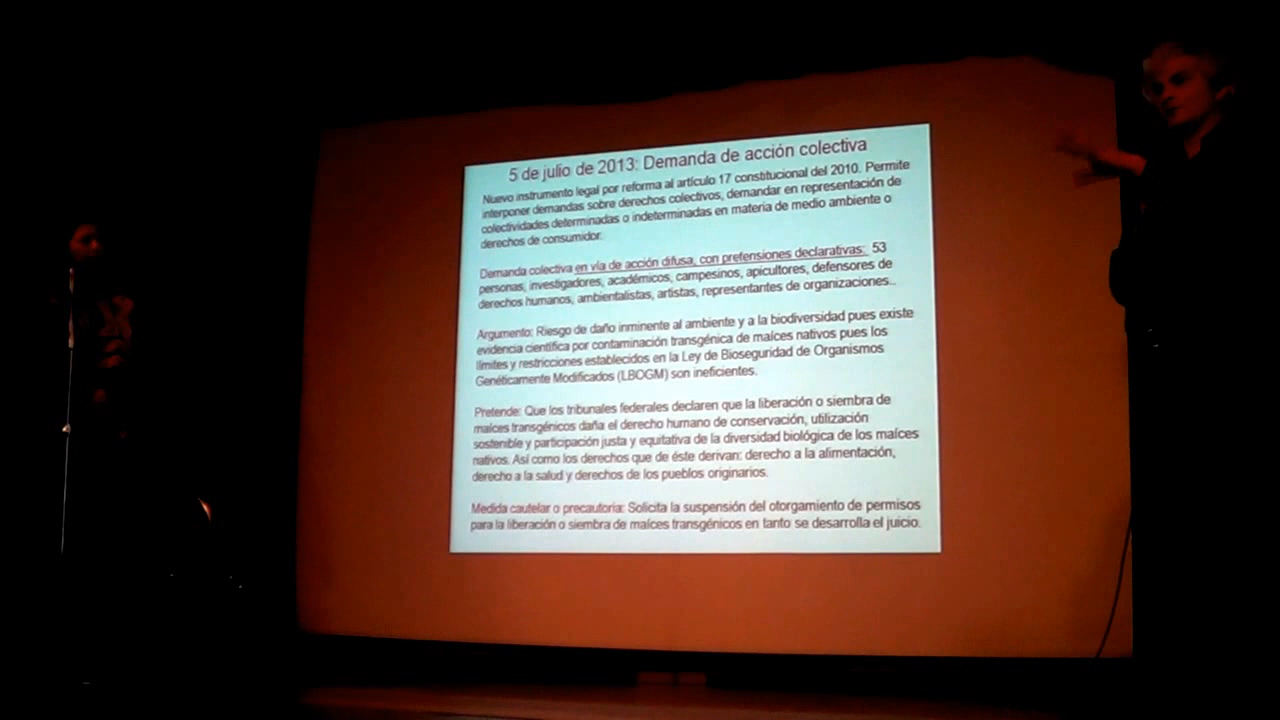 5 de julio de 2013: Demanda de acción colectiva
Nuevo instrumento legal por reforma al artículo 17 constitucional del 2010. Permite
interponer demandas sobre derechos colectivos, demandar en representación de
colectividades determinadas o indeterminadas en materia de medio ambiente o
derechos de consumidor.
Demanda colectiva en vía de acción difusa, con pretensiones declarativas: 53
personas, investigadores, académicos, campesinos, apicultores, defensores de
derechos humanos, ambientalistas, artistas, representantes de organizaciones...
Argumento: Riesgo de daño inminente al ambiente y a la biodiversidad pues existe
evidencia científica por contaminación transgénica de maíces nativos pues los
límites y restricciones establecidos en la Ley de Bioseguridad de Organismos
Genéticamente Modificados (LBOGM) son ineficientes.
Pretende: Que los tribunales federales declaren que la liberación o siembra de
maíces transgénicos daña el derecho humano de conservación, utilización
sostenible y participación justa y equitativa de la diversidad biológica de los maíces
nativos. Así como los derechos que de éste derivan: derecho a la alimentación,
derecho a la salud y derechos de los pueblos originarios.
Medida cautelar o precautoria: Solicita la suspensión del otorgamiento de permisos
para la liberación o siembra de maíces transgénicos en tanto se desarrolla el juicio.